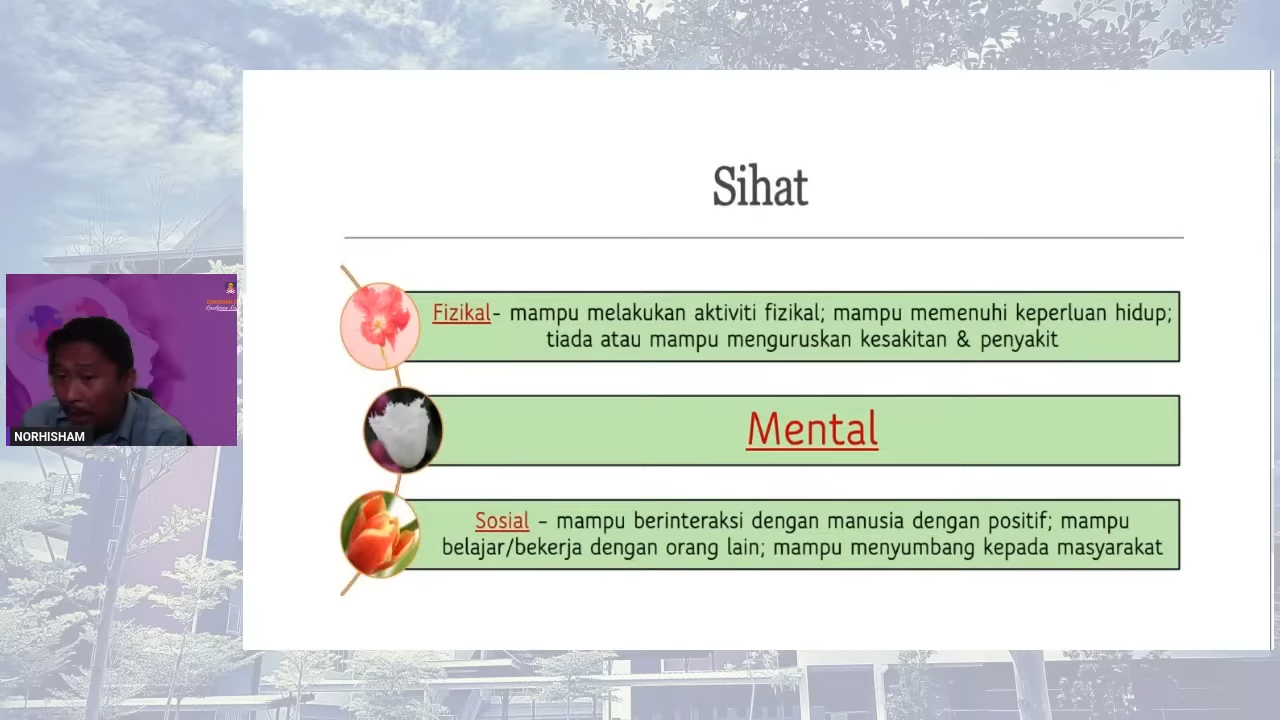 Sihat
Fizikal- mampu melakukan aktiviti fizikal; mampu memenuhi keperluan hidup;
tiada atau mampu menguruskan kesakitan & penyakit
Mental
Sosial - mampu berinteraksi dengan manusia dengan positif; mampu
belajar/bekerja dengan orang lain; mampu menyumbang kepada masyarakat
NORHISHAM